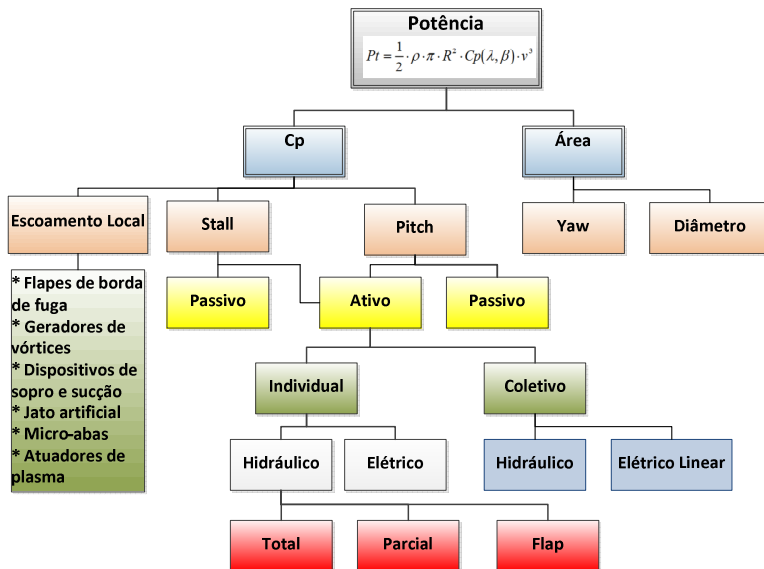 Potência
Pt = 1/2 · ρ · π · R² · Cp(λ, β) · v³
Cp
Área
Escoamento Local
Stall
Pitch
Yaw
Diâmetro
* Flapes de borda
de fuga
* Geradores de
vórtices
* Dispositivos de
sopro e sucção
* Jato artificial
* Micro-abas
* Atuadores de
plasma
Passivo
Ativo
Passivo
Individual
Coletivo
Hidráulico
Elétrico
Hidráulico
Elétrico Linear
Total
Parcial
Flap